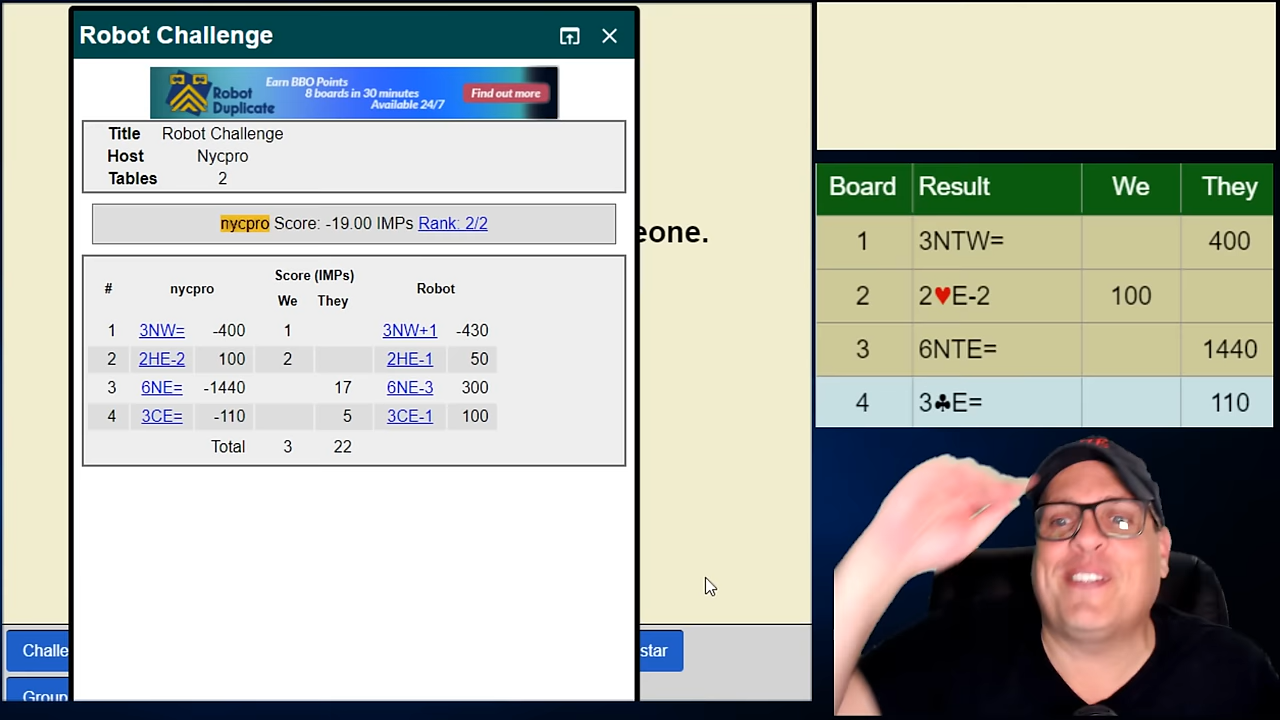 Robot Challenge
Robot
Duplicate
Earn BBO Points
8 boards in 30 minutes
Available 24/7
Find out more
Title Robot Challenge
Host Nycpro
Tables 2
nycpro Score: -19.00 IMPs Rank: 2/2
# nycpro Score (IMPs) Robot
We They
1 3NW= -400 1 3NW+1 -430
2 2HE-2 100 2 2HE-1 50
3 6NE= -1440 17 6NE-3 300
4 3CE= -110 5 3CE-1 100
Total 3 22
eone.
Challe
star
Group
Board Result We They
1 3NTW= 400
2 2♥E-2 100
3 6NTE= 1440
4 3♣E= 110